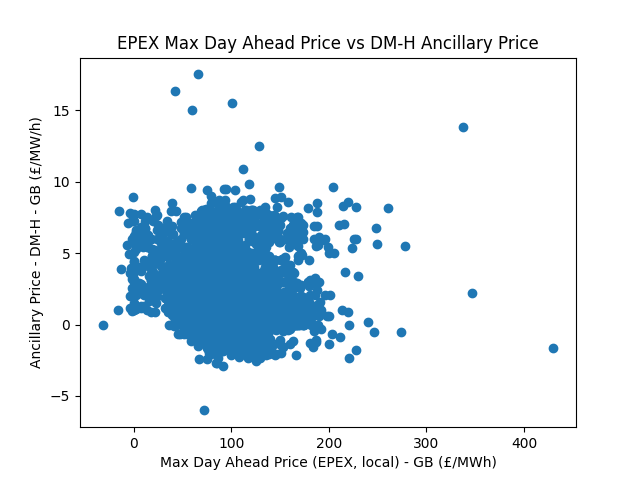 EPEX Max Day Ahead Price vs DM-H Ancillary Price
15
10
5
0
−5
Ancillary Price - DM-H - GB (£/MW/h)
0 100 200 300 400
Max Day Ahead Price (EPEX, local) - GB (£/MWh)